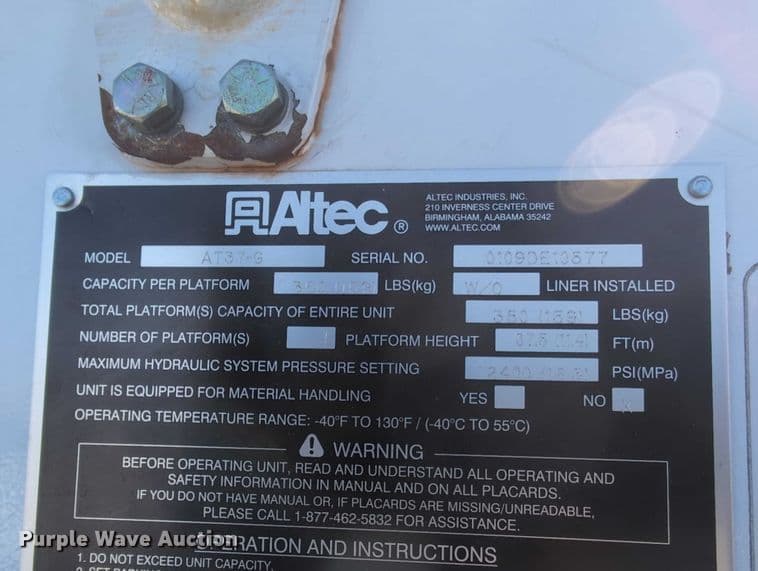 Altec ®
ALTEC INDUSTRIES, INC.
210 INVERNESS CENTER DRIVE
BIRMINGHAM, ALABAMA 35242
WWW.ALTEC.COM
MODEL AT37-G SERIAL NO.
CAPACITY PER PLATFORM LBS(kg) W/O LINER INSTALLED
TOTAL PLATFORM(S) CAPACITY OF ENTIRE UNIT 350 (159) LBS(kg)
NUMBER OF PLATFORM(S) PLATFORM HEIGHT FT(m)
MAXIMUM HYDRAULIC SYSTEM PRESSURE SETTING PSI(MPa)
UNIT IS EQUIPPED FOR MATERIAL HANDLING YES NO X
OPERATING TEMPERATURE RANGE: -40°F TO 130°F / (-40°C TO 55°C)
WARNING
BEFORE OPERATING UNIT, READ AND UNDERSTAND ALL OPERATING AND
SAFETY INFORMATION IN MANUAL AND ON ALL PLACARDS.
IF YOU DO NOT HAVE MANUAL OR, IF PLACARDS ARE MISSING/UNREADABLE,
PLEASE CALL 1-877-462-5832 FOR ASSISTANCE.
Purple Wave Auction
OPERATION AND INSTRUCTIONS
1. DO NOT EXCEED UNIT CAPACITY.